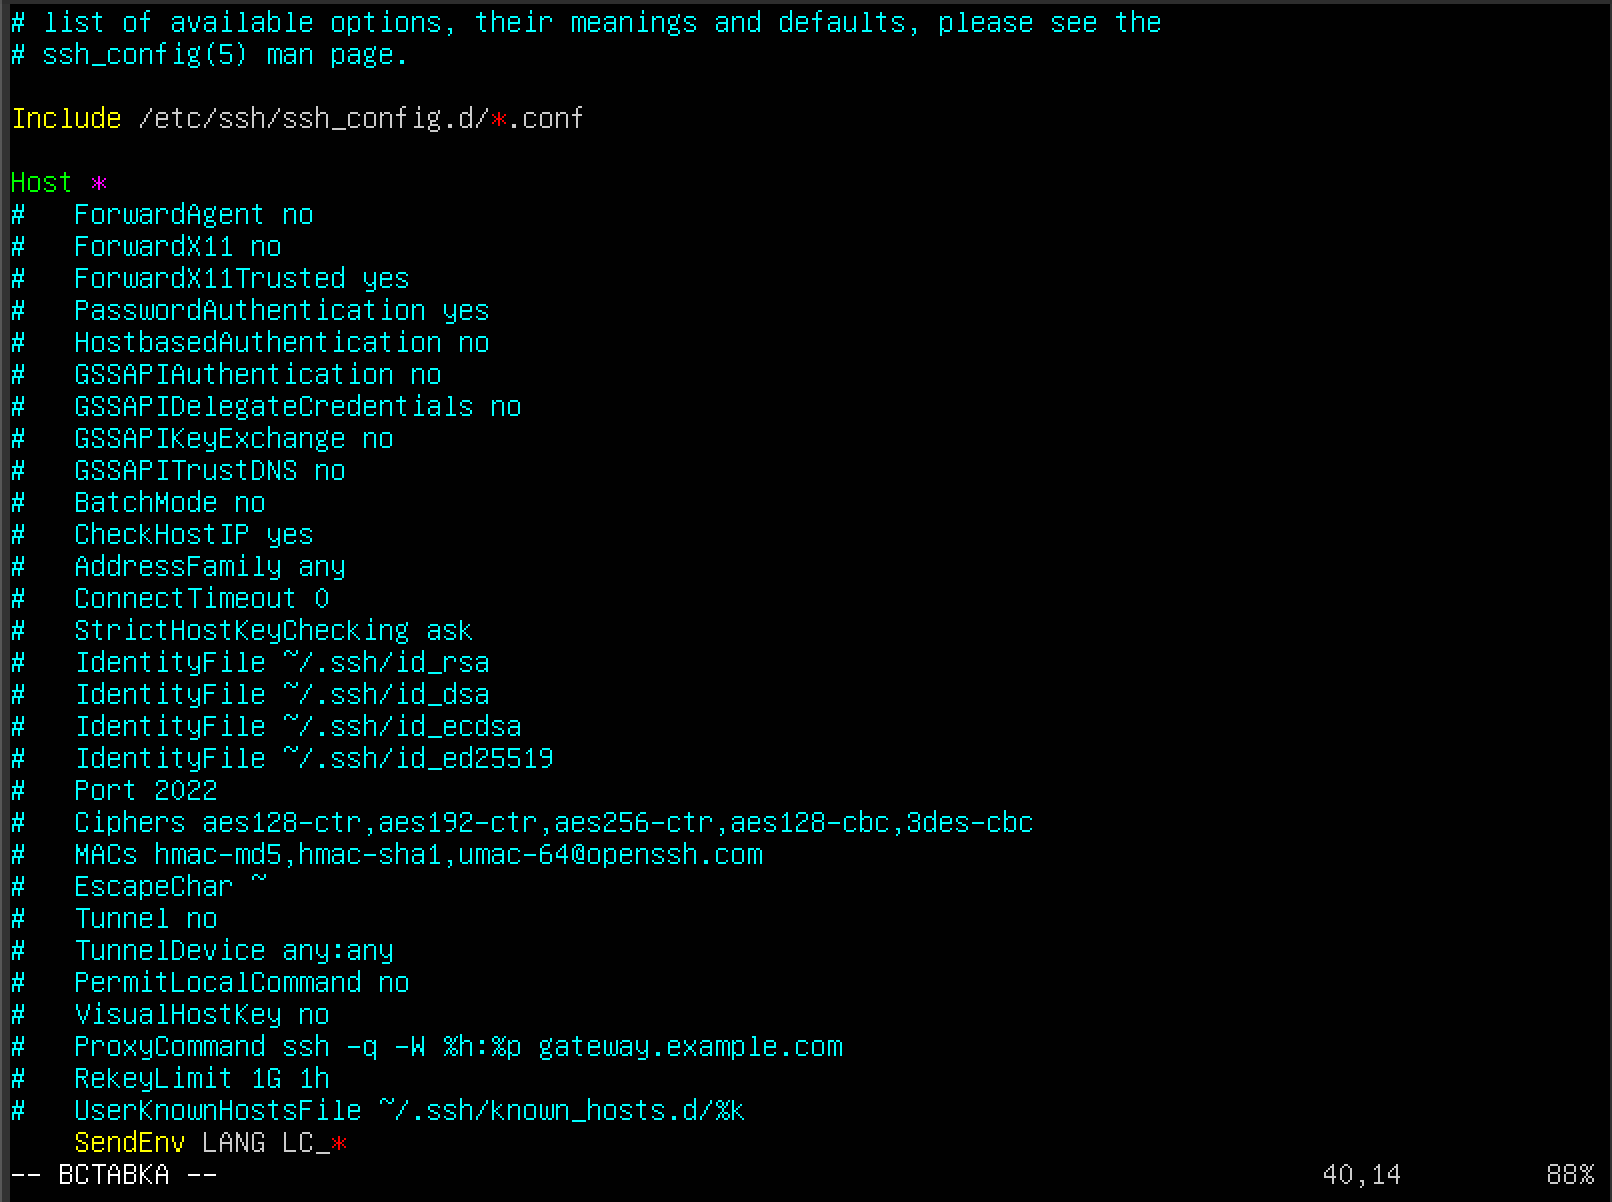 # list of available options, their meanings and defaults, please see the
# ssh_config(5) man page.
Include /etc/ssh/ssh_config.d/*.conf
Host *
#   ForwardAgent no
#   ForwardX11 no
#   ForwardX11Trusted yes
#   PasswordAuthentication yes
#   HostbasedAuthentication no
#   GSSAPIAuthentication no
#   GSSAPIDelegateCredentials no
#   GSSAPIKeyExchange no
#   GSSAPITrustDNS no
#   BatchMode no
#   CheckHostIP yes
#   AddressFamily any
#   ConnectTimeout 0
#   StrictHostKeyChecking ask
#   IdentityFile ~/.ssh/id_rsa
#   IdentityFile ~/.ssh/id_dsa
#   IdentityFile ~/.ssh/id_ecdsa
#   IdentityFile ~/.ssh/id_ed25519
#   Port 2022
#   Ciphers aes128-ctr,aes192-ctr,aes256-ctr,aes128-cbc,3des-cbc
#   MACs hmac-md5,hmac-sha1,umac-64@openssh.com
#   EscapeChar ~
#   Tunnel no
#   TunnelDevice any:any
#   PermitLocalCommand no
#   VisualHostKey no
#   ProxyCommand ssh -q -W %h:%p gateway.example.com
#   RekeyLimit 1G 1h
#   UserKnownHostsFile ~/.ssh/known_hosts.d/%k
    SendEnv LANG LC_*
-- ВСТАВКА -- 40,14 88%